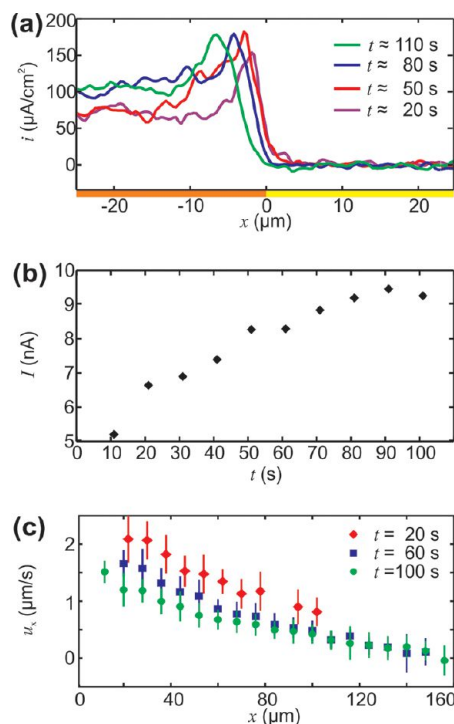 (a)
200
150
100
50
0
i (µA/cm²)
t ≈ 110 s
t ≈ 80 s
t ≈ 50 s
t ≈ 20 s
-20 -10 0 10 20
x (µm)
(b)
10
9
8
7
6
5
I (nA)
0 10 20 30 40 50 60 70 80 90 100 110
t (s)
(c)
2
1
0
uₓ (µm/s)
t = 20 s
t = 60 s
t =100 s
0 40 80 120 160
x (µm)